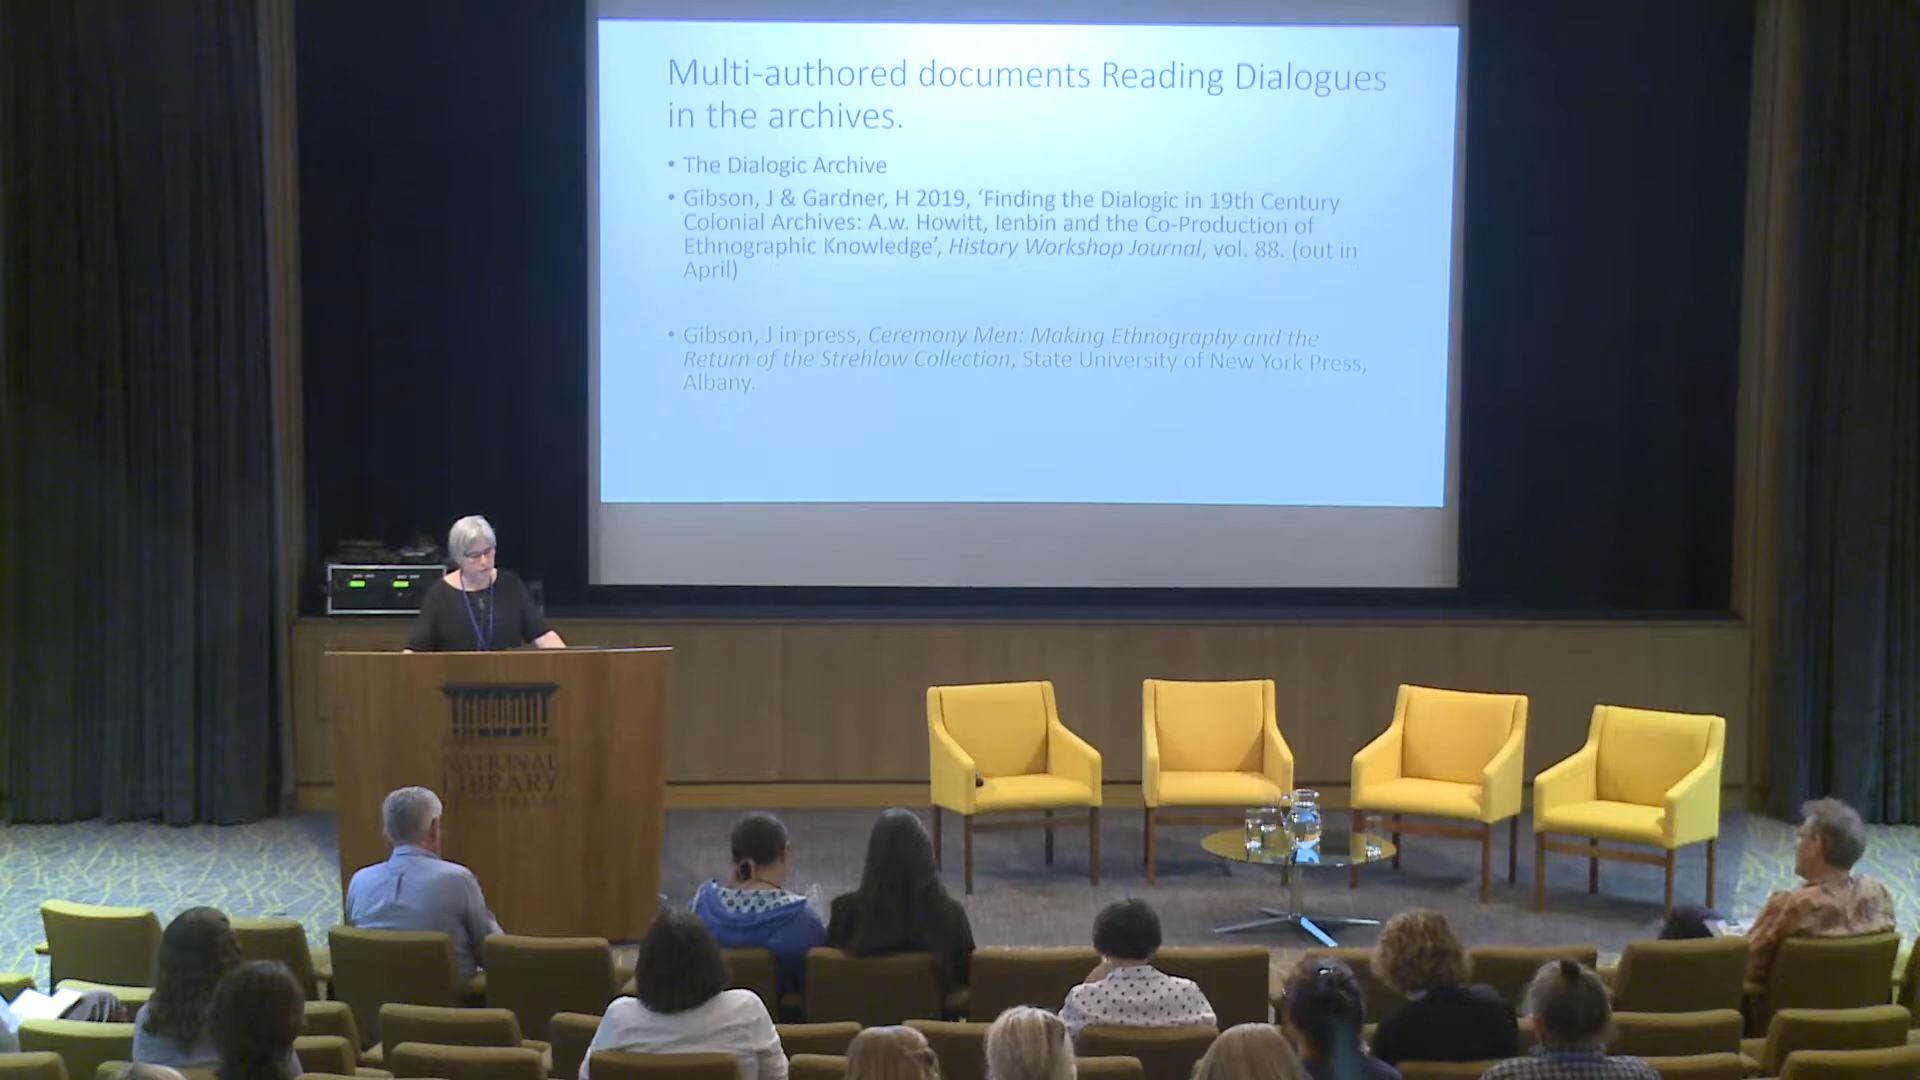 Multi-authored documents Reading Dialogues
in the archives.
• The Dialogic Archive
• Gibson, J & Gardner, H 2019, ‘Finding the Dialogic in 19th Century
Colonial Archives: A.w. Howitt, Ienbin and the Co-Production of
Ethnographic Knowledge’, History Workshop Journal, vol. 88. (out in
April)
• Gibson, J in press, Ceremony Men: Making Ethnography and the
Return of the Strehlow Collection, State University of New York Press,
Albany.
NATIONAL
LIBRARY